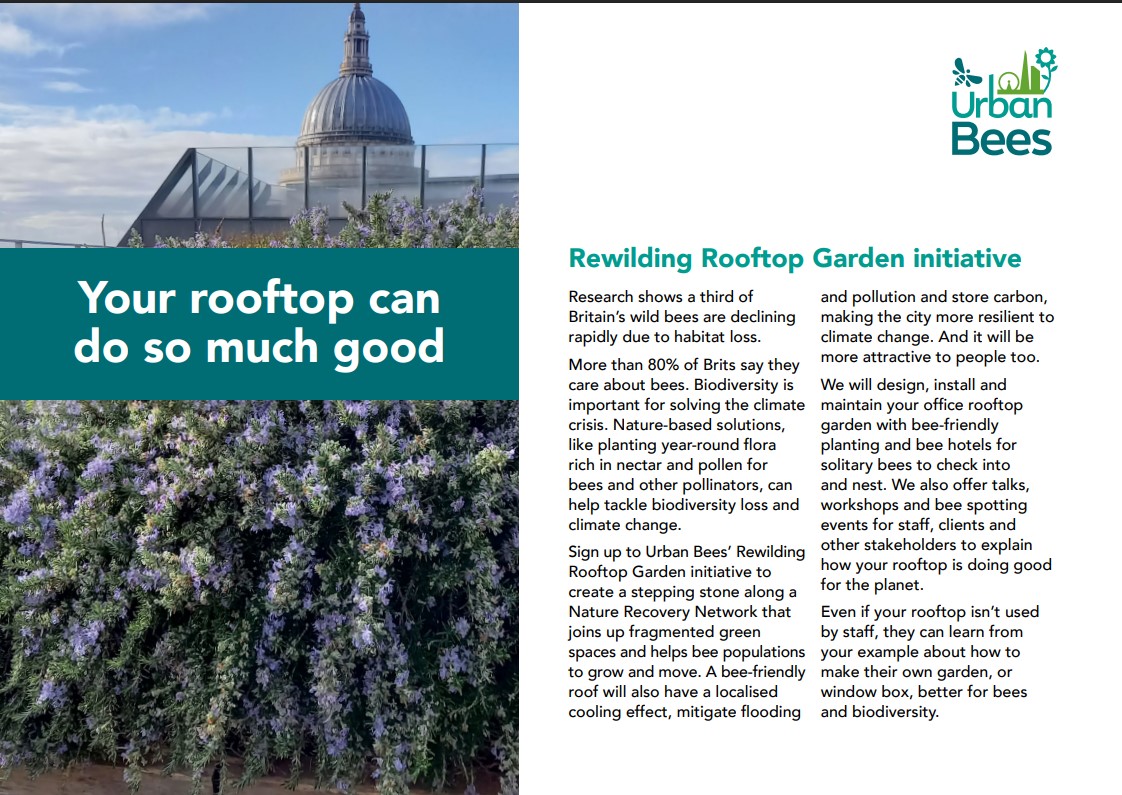 Your rooftop can
do so much good
Urban
Bees
Rewilding Rooftop Garden initiative
Research shows a third of
Britain’s wild bees are declining
rapidly due to habitat loss.
More than 80% of Brits say they
care about bees. Biodiversity is
important for solving the climate
crisis. Nature-based solutions,
like planting year-round flora
rich in nectar and pollen for
bees and other pollinators, can
help tackle biodiversity loss and
climate change.
Sign up to Urban Bees’ Rewilding
Rooftop Garden initiative to
create a stepping stone along a
Nature Recovery Network that
joins up fragmented green
spaces and helps bee populations
to grow and move. A bee-friendly
roof will also have a localised
cooling effect, mitigate flooding
and pollution and store carbon,
making the city more resilient to
climate change. And it will be
more attractive to people too.
We will design, install and
maintain your office rooftop
garden with bee-friendly
planting and bee hotels for
solitary bees to check into
and nest. We also offer talks,
workshops and bee spotting
events for staff, clients and
other stakeholders to explain
how your rooftop is doing good
for the planet.
Even if your rooftop isn’t used
by staff, they can learn from
your example about how to
make their own garden, or
window box, better for bees
and biodiversity.